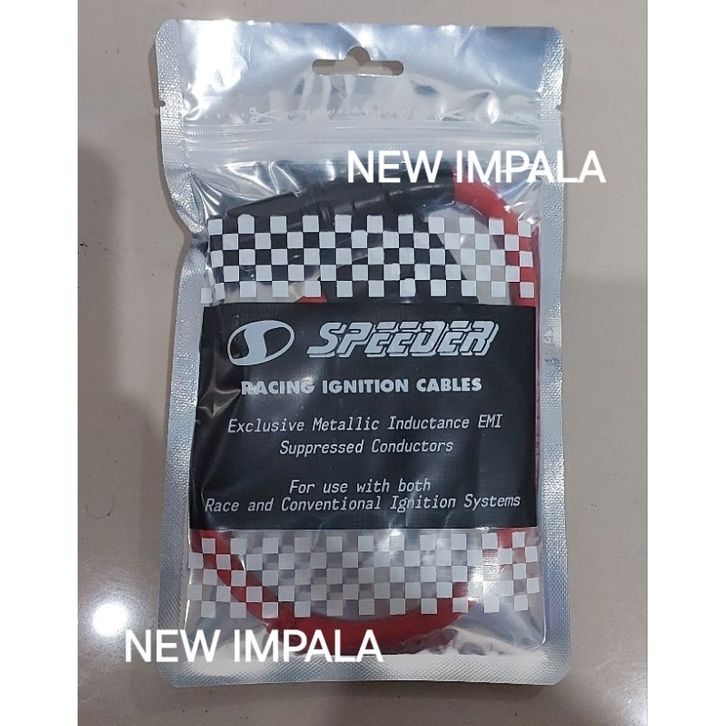 NEW IMPALA
SPEEDER
RACING IGNITION CABLES
Exclusive Metallic Inductance EMI
Suppressed Conductors
For use with both
Race and Conventional Ignition Systems
NEW IMPALA